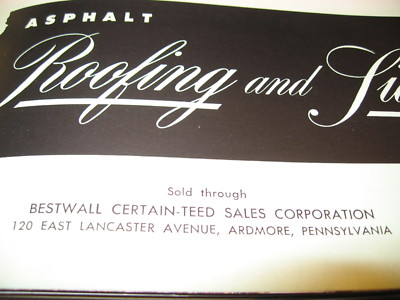 ASPHALT
Roofing and
Sold through
BESTWALL CERTAIN-TEED SALES CORPORATION
120 EAST LANCASTER AVENUE, ARDMORE, PENNSYLVANIA